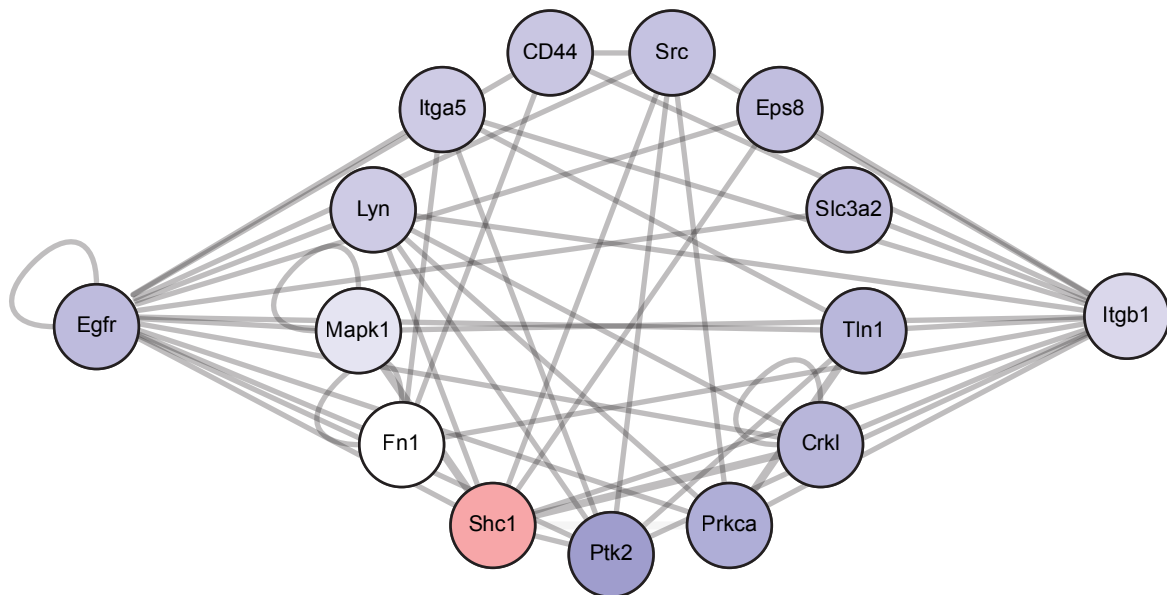 CD44
Src
Itga5
Eps8
Lyn
Slc3a2
Egfr
Mapk1
Tln1
Itgb1
Fn1
Crkl
Shc1
Ptk2
Prkca